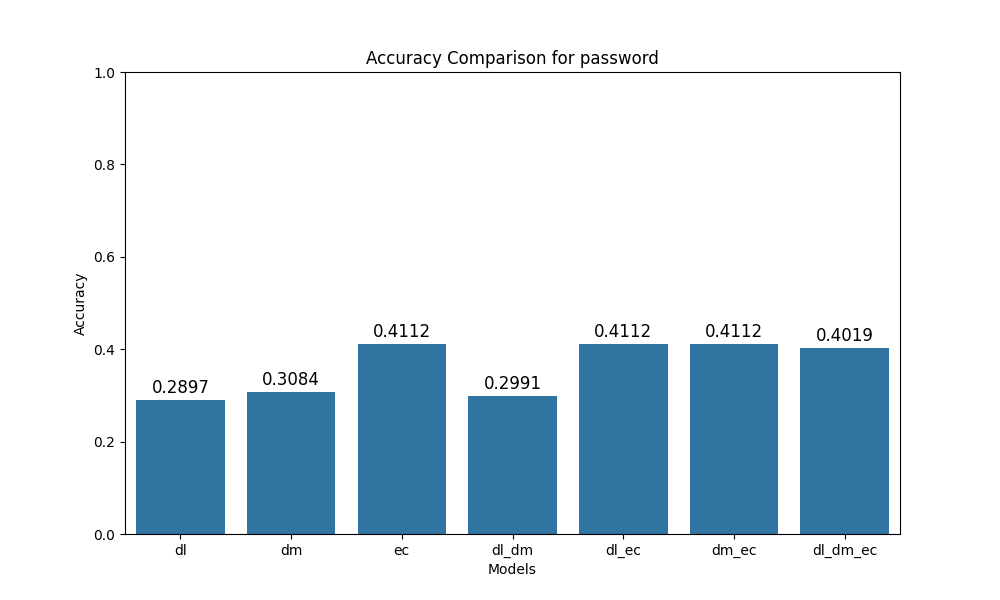 Accuracy Comparison for password
1.0
0.8
0.6
0.4
0.2
0.0
Accuracy
0.2897
0.3084
0.4112
0.2991
0.4112
0.4112
0.4019
dl
dm
ec
dl_dm
dl_ec
dm_ec
dl_dm_ec
Models